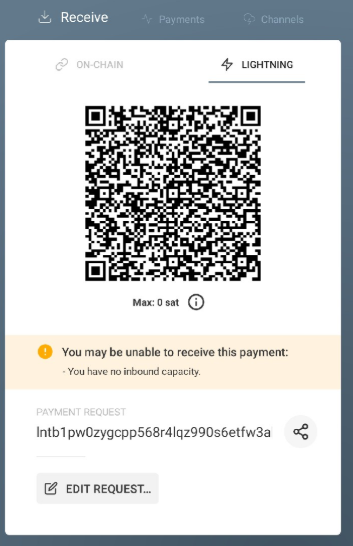 Receive
Payments
Channels
ON-CHAIN
LIGHTNING
Max: 0 sat
You may be unable to receive this payment:
- You have no inbound capacity.
PAYMENT REQUEST
lntb1pw0zygcpp568r4lqz990s6etfw3a
EDIT REQUEST...